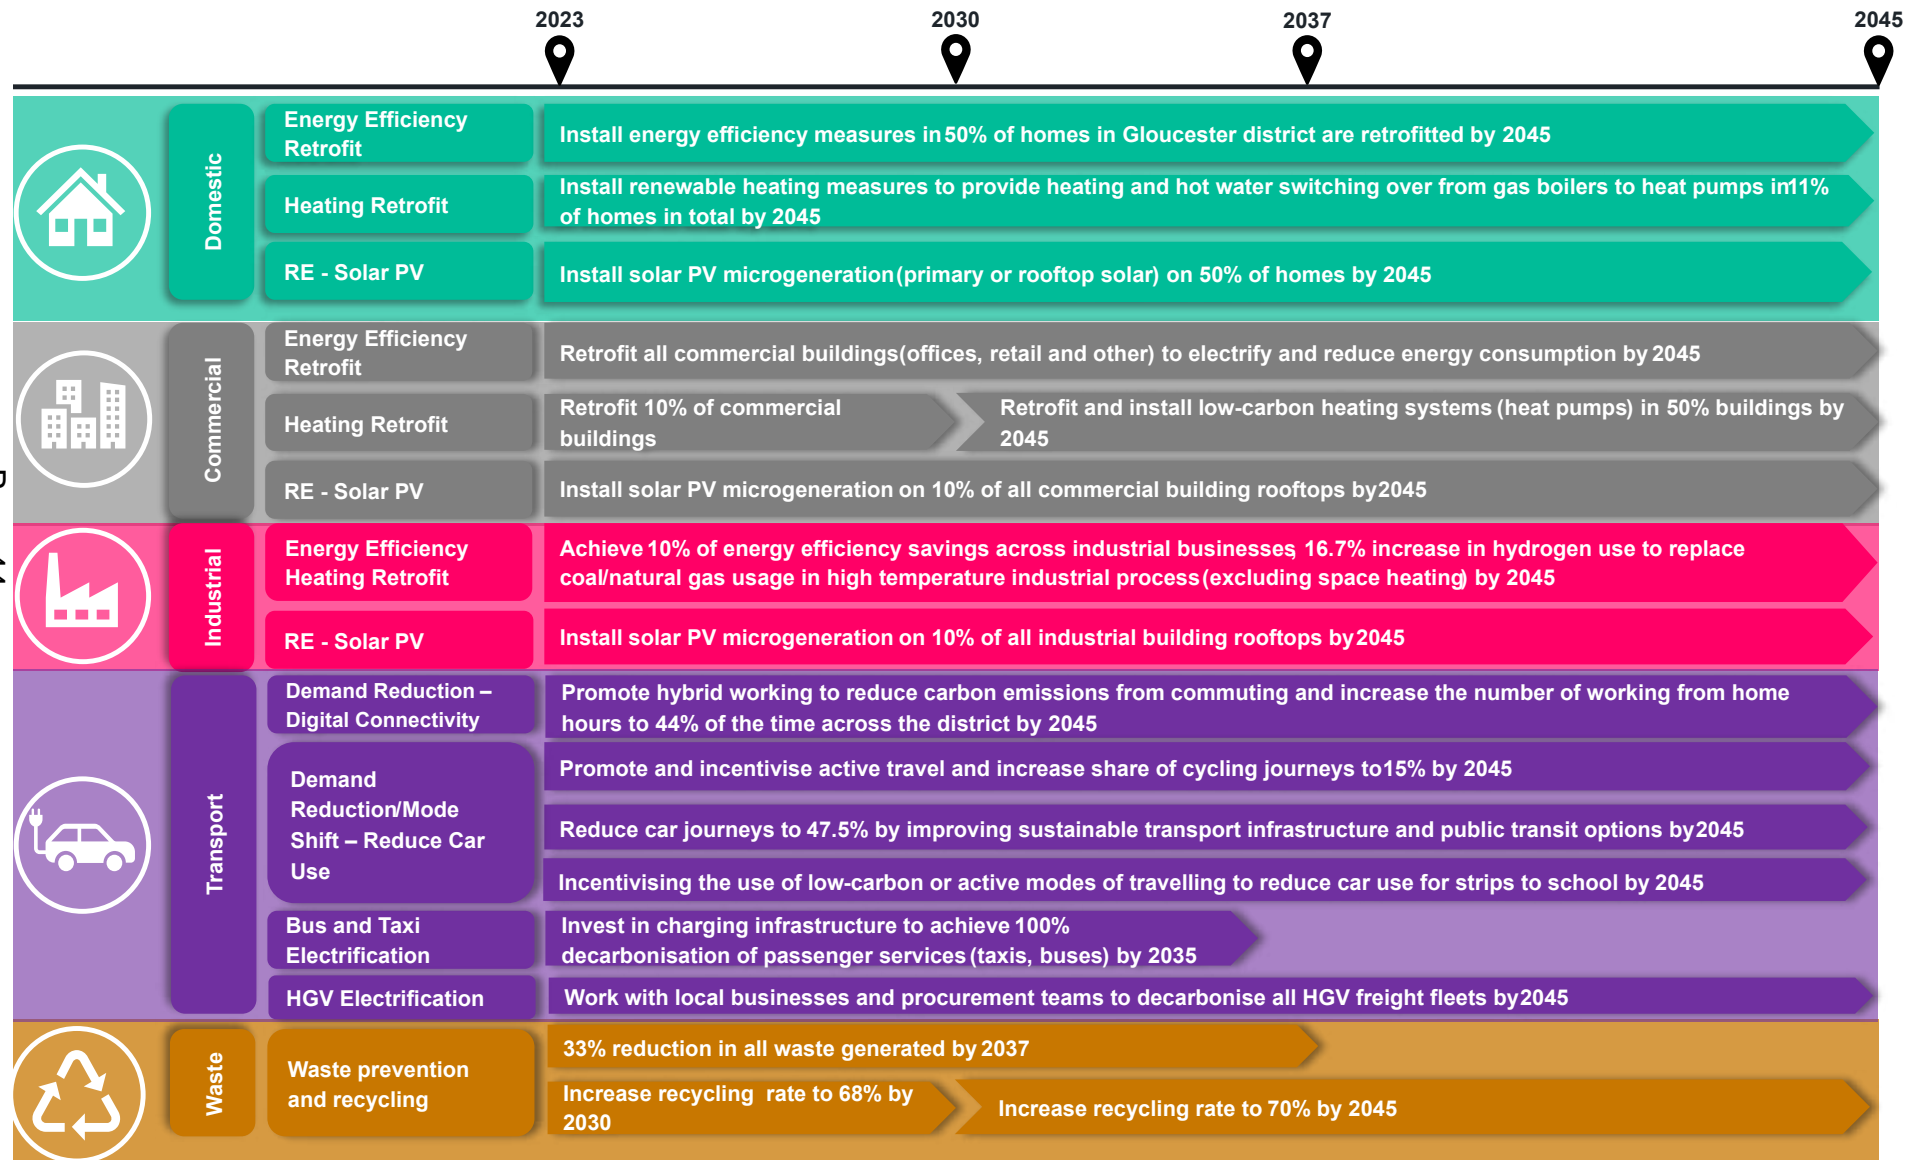 2023
2030
2037
2045
Domestic
Energy Efficiency
Retrofit
Install energy efficiency measures in 50% of homes in Gloucester district are retrofitted by 2045
Heating Retrofit
Install renewable heating measures to provide heating and hot water switching over from gas boilers to heat pumps in 11%
of homes in total by 2045
RE - Solar PV
Install solar PV microgeneration (primary or rooftop solar) on 50% of homes by 2045
Commercial
Energy Efficiency
Retrofit
Retrofit all commercial buildings (offices, retail and other) to electrify and reduce energy consumption by 2045
Heating Retrofit
Retrofit 10% of commercial
buildings
Retrofit and install low-carbon heating systems (heat pumps) in 50% buildings by
2045
RE - Solar PV
Install solar PV microgeneration on 10% of all commercial building rooftops by 2045
Industrial
Energy Efficiency
Heating Retrofit
Achieve 10% of energy efficiency savings across industrial businesses, 16.7% increase in hydrogen use to replace
coal/natural gas usage in high temperature industrial process (excluding space heating) by 2045
RE - Solar PV
Install solar PV microgeneration on 10% of all industrial building rooftops by 2045
Transport
Demand Reduction –
Digital Connectivity
Promote hybrid working to reduce carbon emissions from commuting and increase the number of working from home
hours to 44% of the time across the district by 2045
Demand
Reduction/Mode
Shift – Reduce Car
Use
Promote and incentivise active travel and increase share of cycling journeys to 15% by 2045
Reduce car journeys to 47.5% by improving sustainable transport infrastructure and public transit options by 2045
Incentivising the use of low-carbon or active modes of travelling to reduce car use for strips to school by 2045
Bus and Taxi
Electrification
Invest in charging infrastructure to achieve 100%
decarbonisation of passenger services (taxis, buses) by 2035
HGV Electrification
Work with local businesses and procurement teams to decarbonise all HGV freight fleets by 2045
Waste
Waste prevention
and recycling
33% reduction in all waste generated by 2037
Increase recycling rate to 68% by
2030
Increase recycling rate to 70% by 2045